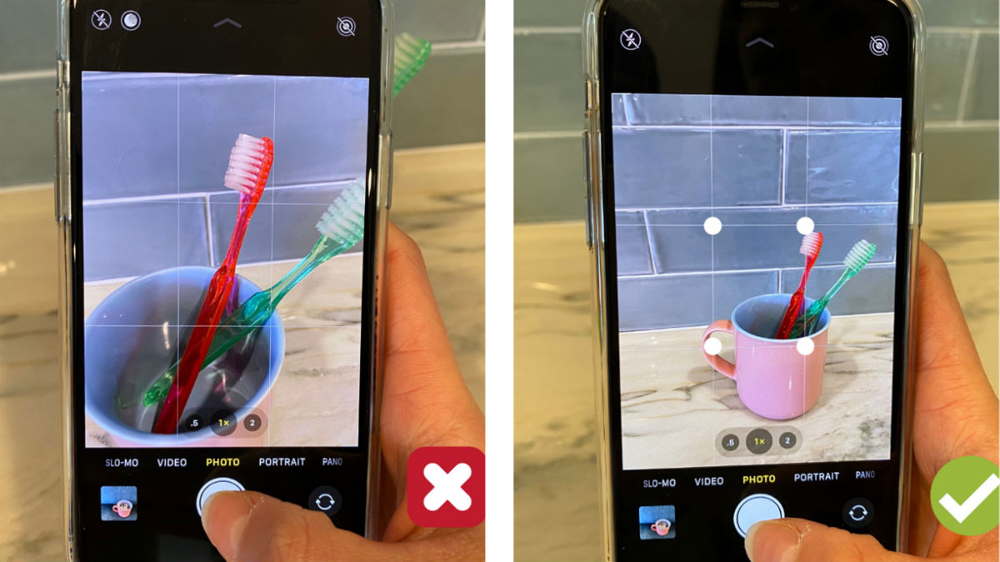 .5 1× 2
SLO-MO VIDEO PHOTO PORTRAIT PANO
.5 1× 2
SLO-MO VIDEO PHOTO PORTRAIT PANO